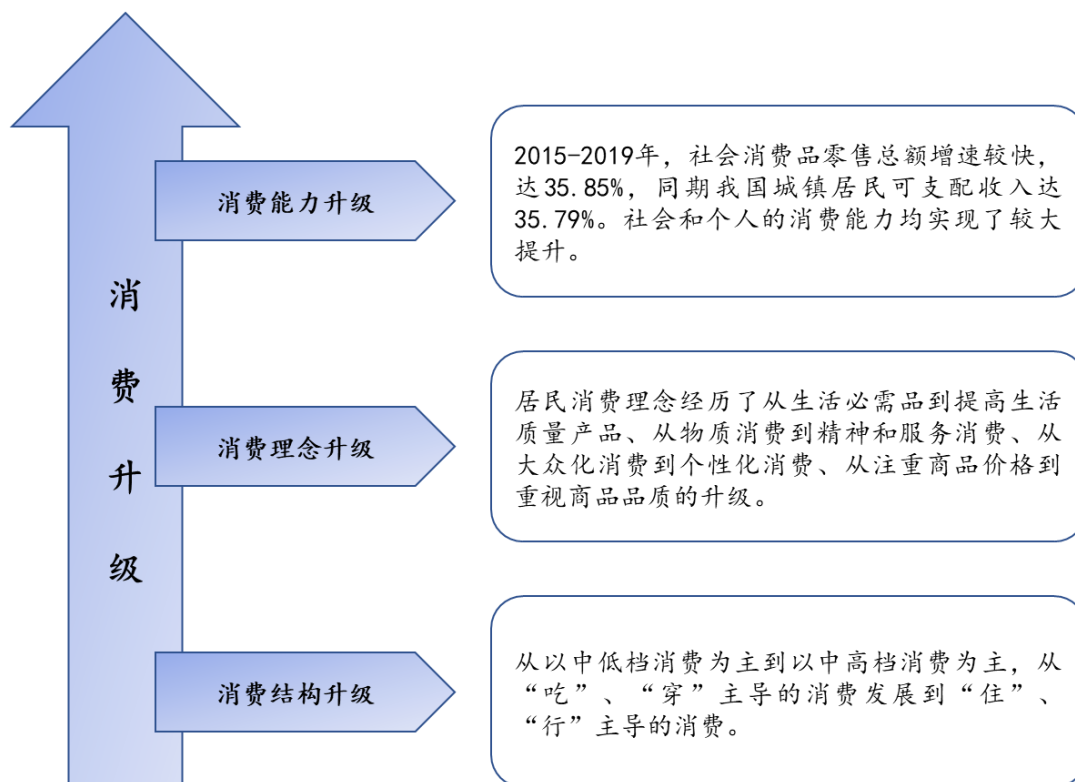 消费升级
消费能力升级
2015-2019年，社会消费品零售总额增速较快，
达35.85%，同期我国城镇居民可支配收入达
35.79%。社会和个人的消费能力均实现了较大
提升。
消费理念升级
居民消费理念经历了从生活必需品到提高生活
质量产品、从物质消费到精神和服务消费、从
大众化消费到个性化消费、从注重商品价格到
重视商品品质的升级。
消费结构升级
从以中低档消费为主到以中高档消费为主，从
“吃”、“穿”主导的消费发展到“住”、
“行”主导的消费。